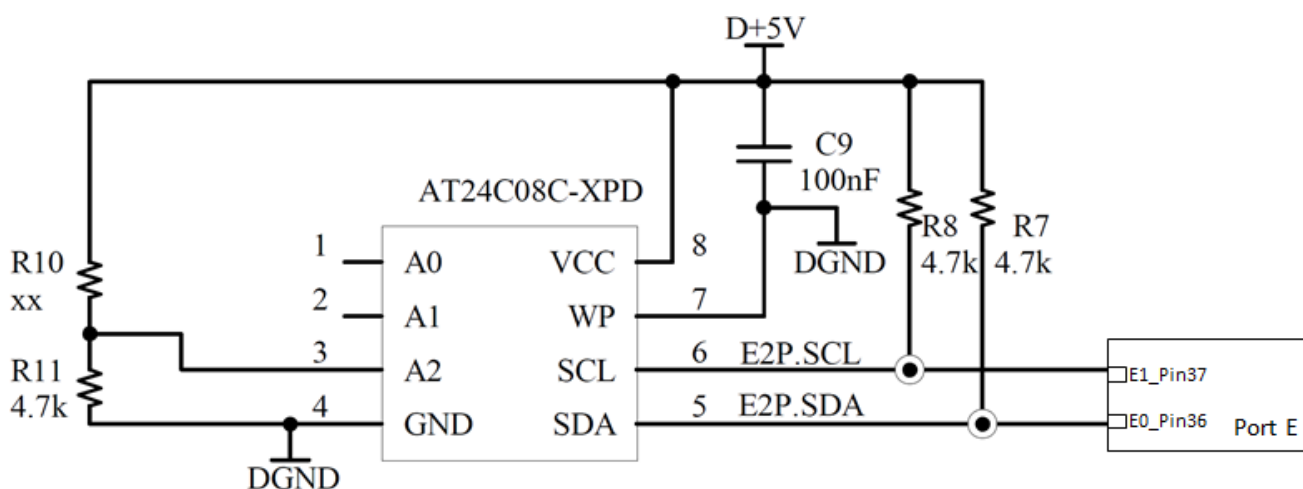 D+5V
C9
100nF
AT24C08C-XPD
R8
4.7k
R7
4.7k
DGND
R10
xx
R11
4.7k
1
A0
VCC
8
2
A1
WP
7
3
A2
SCL
6
E2P.SCL
4
GND
SDA
5
E2P.SDA
E1_Pin37
E0_Pin36
Port E
DGND